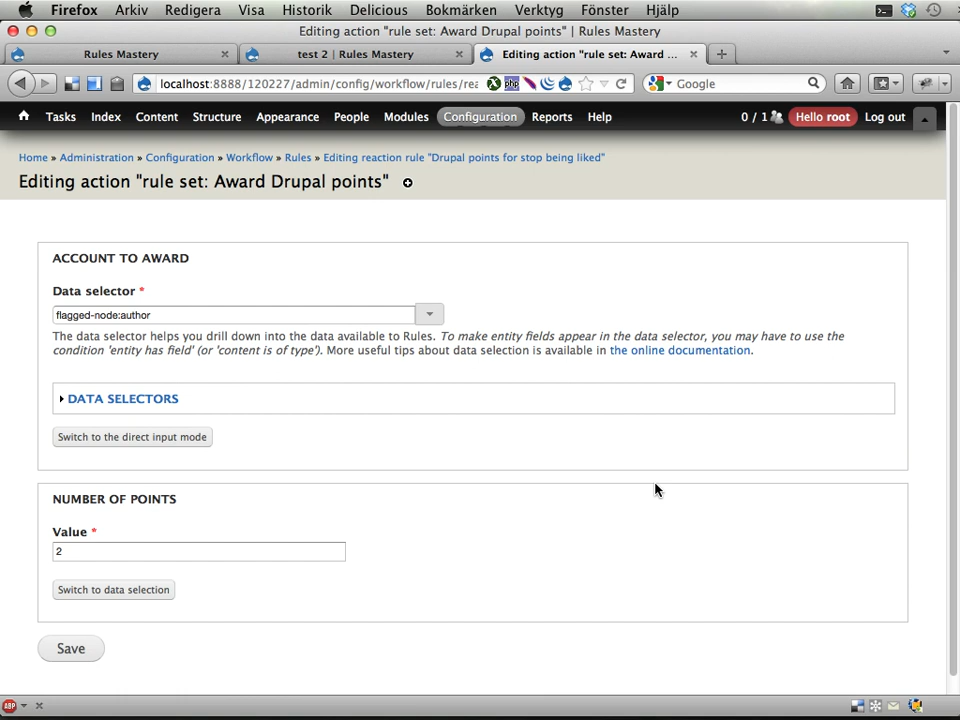 Firefox Arkiv Redigera Visa Historik Delicious Bokmärken Verktyg Fönster Hjälp
Editing action "rule set: Award Drupal points" | Rules Mastery
Rules Mastery test 2 | Rules Mastery Editing action "rule set: Award ...
localhost:8888/120227/admin/config/workflow/rules/rea php Google
Tasks Index Content Structure Appearance People Modules Configuration Reports Help 0 / 1 Hello root Log out
Home » Administration » Configuration » Workflow » Rules » Editing reaction rule "Drupal points for stop being liked"
Editing action "rule set: Award Drupal points"
ACCOUNT TO AWARD
Data selector *
flagged-node:author
The data selector helps you drill down into the data available to Rules. To make entity fields appear in the data selector, you may have to use the
condition 'entity has field' (or 'content is of type'). More useful tips about data selection is available in the online documentation.
DATA SELECTORS
Switch to the direct input mode
NUMBER OF POINTS
Value *
2
Switch to data selection
Save
ABP